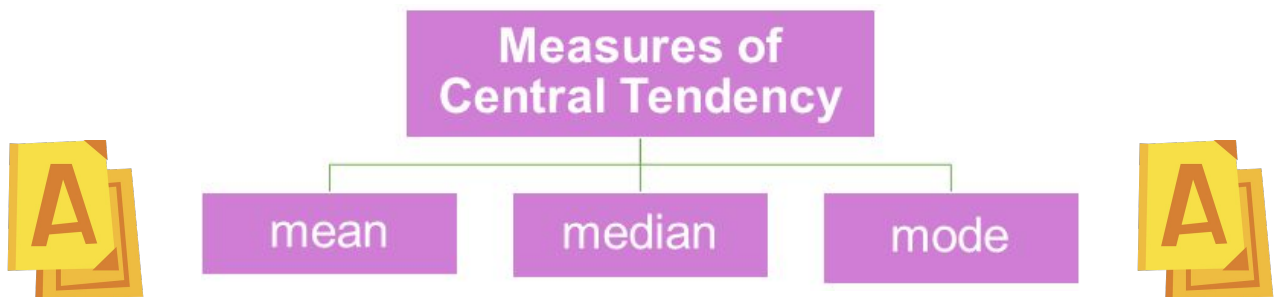 Measures of
Central Tendency
A
A
mean
median
mode